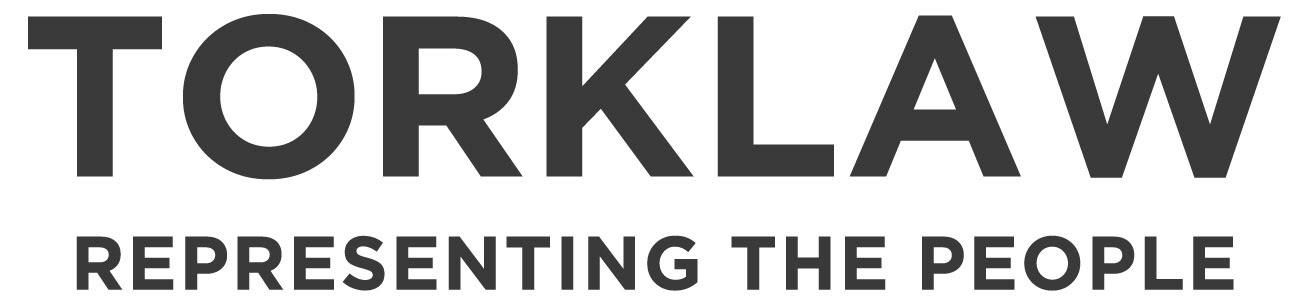 TORKLAW
REPRESENTING THE PEOPLE